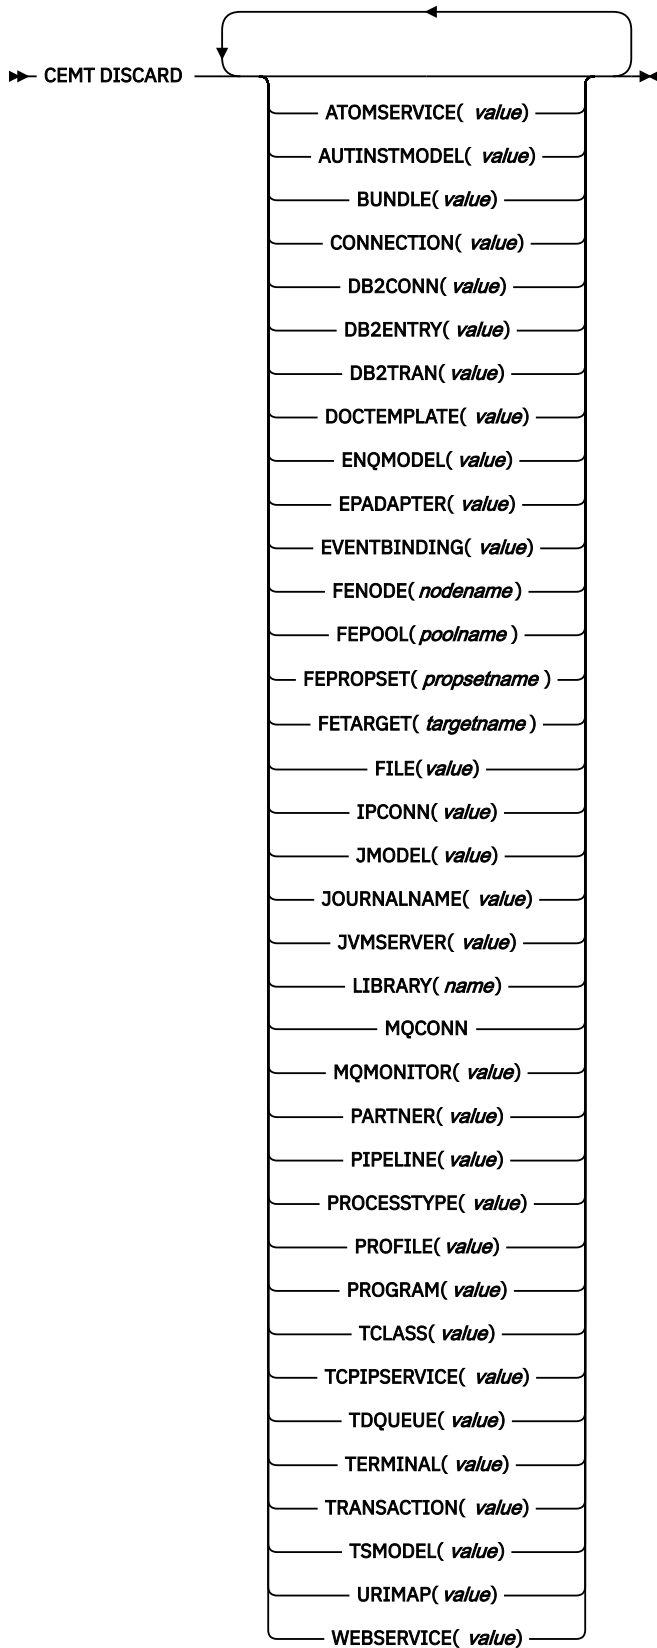 CEMT DISCARD
ATOMSERVICE( value)
AUTINSTMODEL( value)
BUNDLE( value)
CONNECTION( value)
DB2CONN( value)
DB2ENTRY( value)
DB2TRAN( value)
DOCTEMPLATE( value)
ENQMODEL( value)
EPADAPTER( value)
EVENTBINDING( value)
FENODE( nodename )
FEPOOL( poolname )
FEPROPSET( propsetname )
FETARGET( targetname )
FILE( value)
IPCONN( value)
JMODEL( value)
JOURNALNAME( value)
JVMSERVER( value)
LIBRARY( name)
MQCONN
MQMONITOR( value)
PARTNER( value)
PIPELINE( value)
PROCESSTYPE( value)
PROFILE( value)
PROGRAM( value)
TCLASS( value)
TCPIPSERVICE( value)
TDQUEUE( value)
TERMINAL( value)
TRANSACTION( value)
TSMODEL( value)
URIMAP( value)
WEBSERVICE( value)